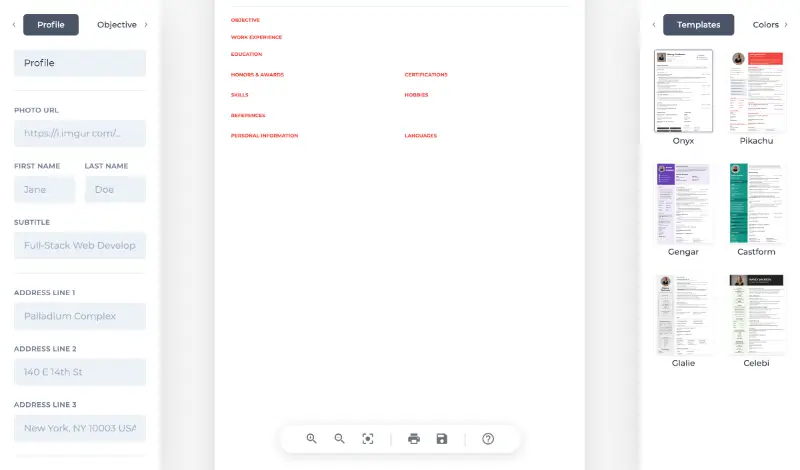 Profile
Objective
Profile
PHOTO URL
https://i.imgur.com/...
FIRST NAME
LAST NAME
Jane
Doe
SUBTITLE
Full-Stack Web Develop
ADDRESS LINE 1
Palladium Complex
ADDRESS LINE 2
140 E 14th St
ADDRESS LINE 3
New York, NY 10003 USA
OBJECTIVE
WORK EXPERIENCE
EDUCATION
HONORS & AWARDS
CERTIFICATIONS
SKILLS
HOBBIES
REFERENCES
PERSONAL INFORMATION
LANGUAGES
Templates
Colors
Onyx
Pikachu
Gengar
Castform
Glalie
Celebi